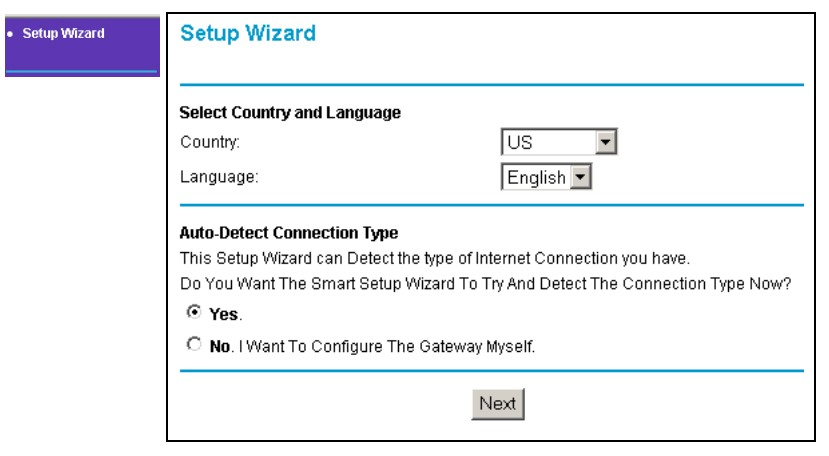 Setup Wizard
Setup Wizard
Select Country and Language
Country: US
Language: English
Auto-Detect Connection Type
This Setup Wizard can Detect the type of Internet Connection you have.
Do You Want The Smart Setup Wizard To Try And Detect The Connection Type Now?
Yes.
No. I Want To Configure The Gateway Myself.
Next